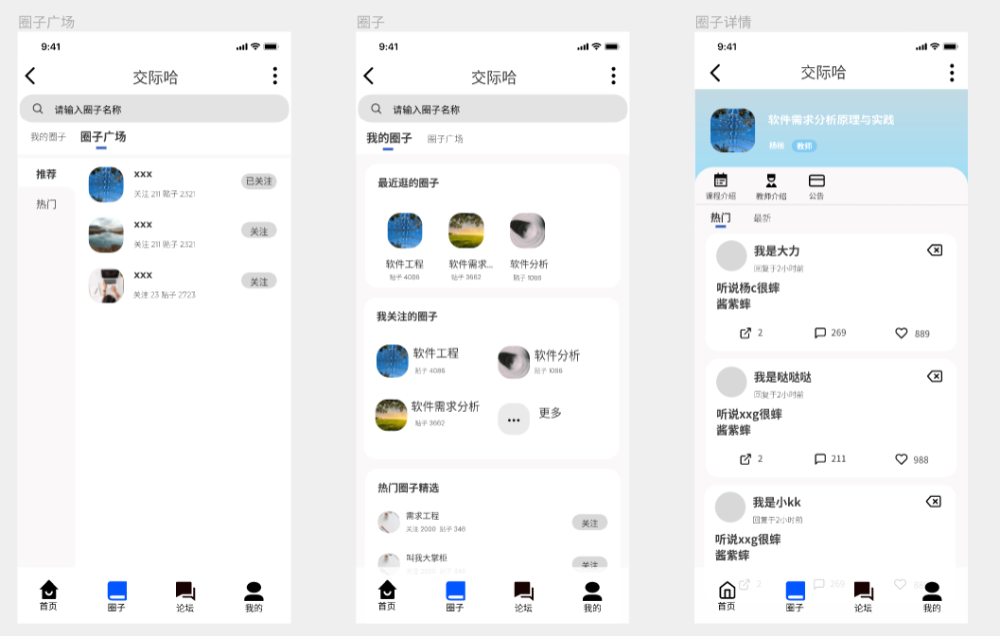 圈子广场
9:41
交际哈
请输入圈子名称
我的圈子 圈子广场
推荐
热门
xxx
关注 211 贴子 2321
已关注
xxx
关注 211 贴子 2321
关注
xxx
关注 23 贴子 2723
关注
首页 圈子 论坛 我的
圈子
9:41
交际哈
请输入圈子名称
我的圈子 圈子广场
最近逛的圈子
软件工程 软件需求... 软件分析
贴子 4086 贴子 3662 贴子 1086
我关注的圈子
软件工程
贴子 4086
软件分析
贴子 1086
软件需求分析
贴子 3662
更多
热门圈子精选
需求工程
关注 2000 贴子 346
关注
叫我大掌柜
关注
首页 圈子 论坛 我的
圈子详情
9:41
交际哈
软件需求分析原理与实践
教师
课程介绍 教师介绍 公告
热门 最新
我是大力
回复于2小时前
听说杨c很蟀
酱紫蟀
2 269 889
我是哒哒哒
回复于2小时前
听说xxg很蟀
酱紫蟀
2 211 988
我是小kk
回复于2小时前
听说xxg很蟀
酱紫蟀
2 269
首页 圈子 论坛 我的